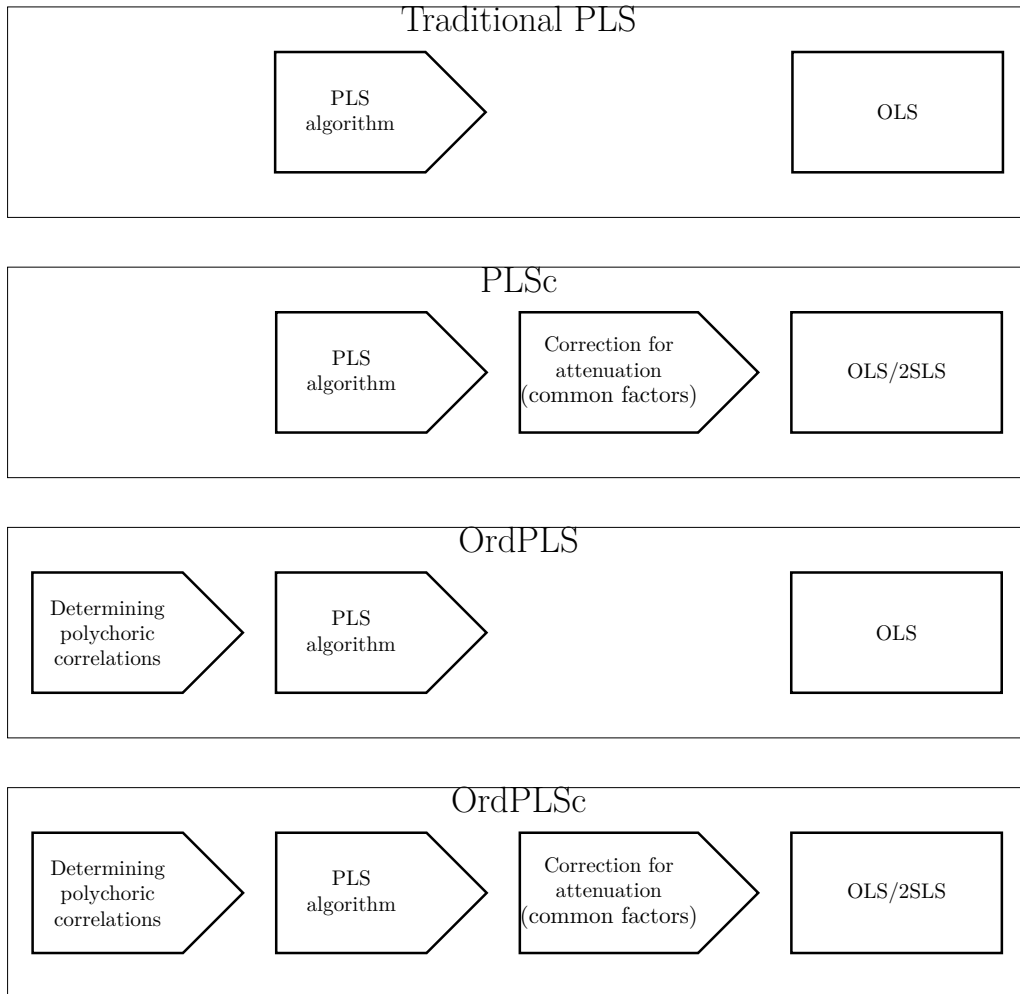 Traditional PLS
PLS
algorithm
OLS
PLSc
PLS
algorithm
Correction for
attenuation
(common factors)
OLS/2SLS
OrdPLS
Determining
polychoric
correlations
PLS
algorithm
OLS
OrdPLSc
Determining
polychoric
correlations
PLS
algorithm
Correction for
attenuation
(common factors)
OLS/2SLS